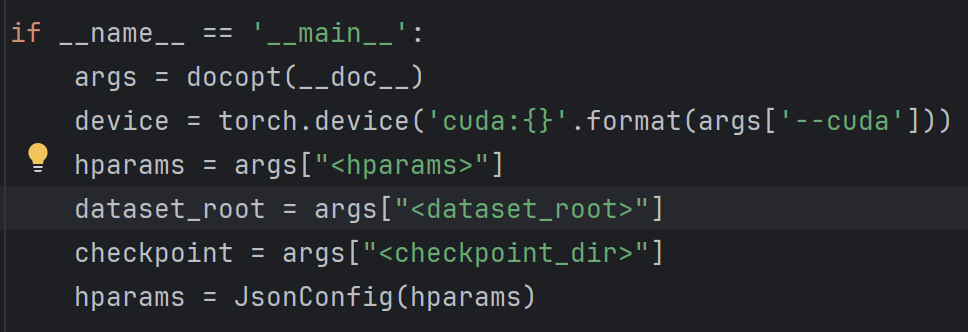 if __name__ == '__main__':
    args = docopt(__doc__)
    device = torch.device('cuda:{}'.format(args['--cuda']))
    hparams = args["<hparams>"]
    dataset_root = args["<dataset_root>"]
    checkpoint = args["<checkpoint_dir>"]
    hparams = JsonConfig(hparams)